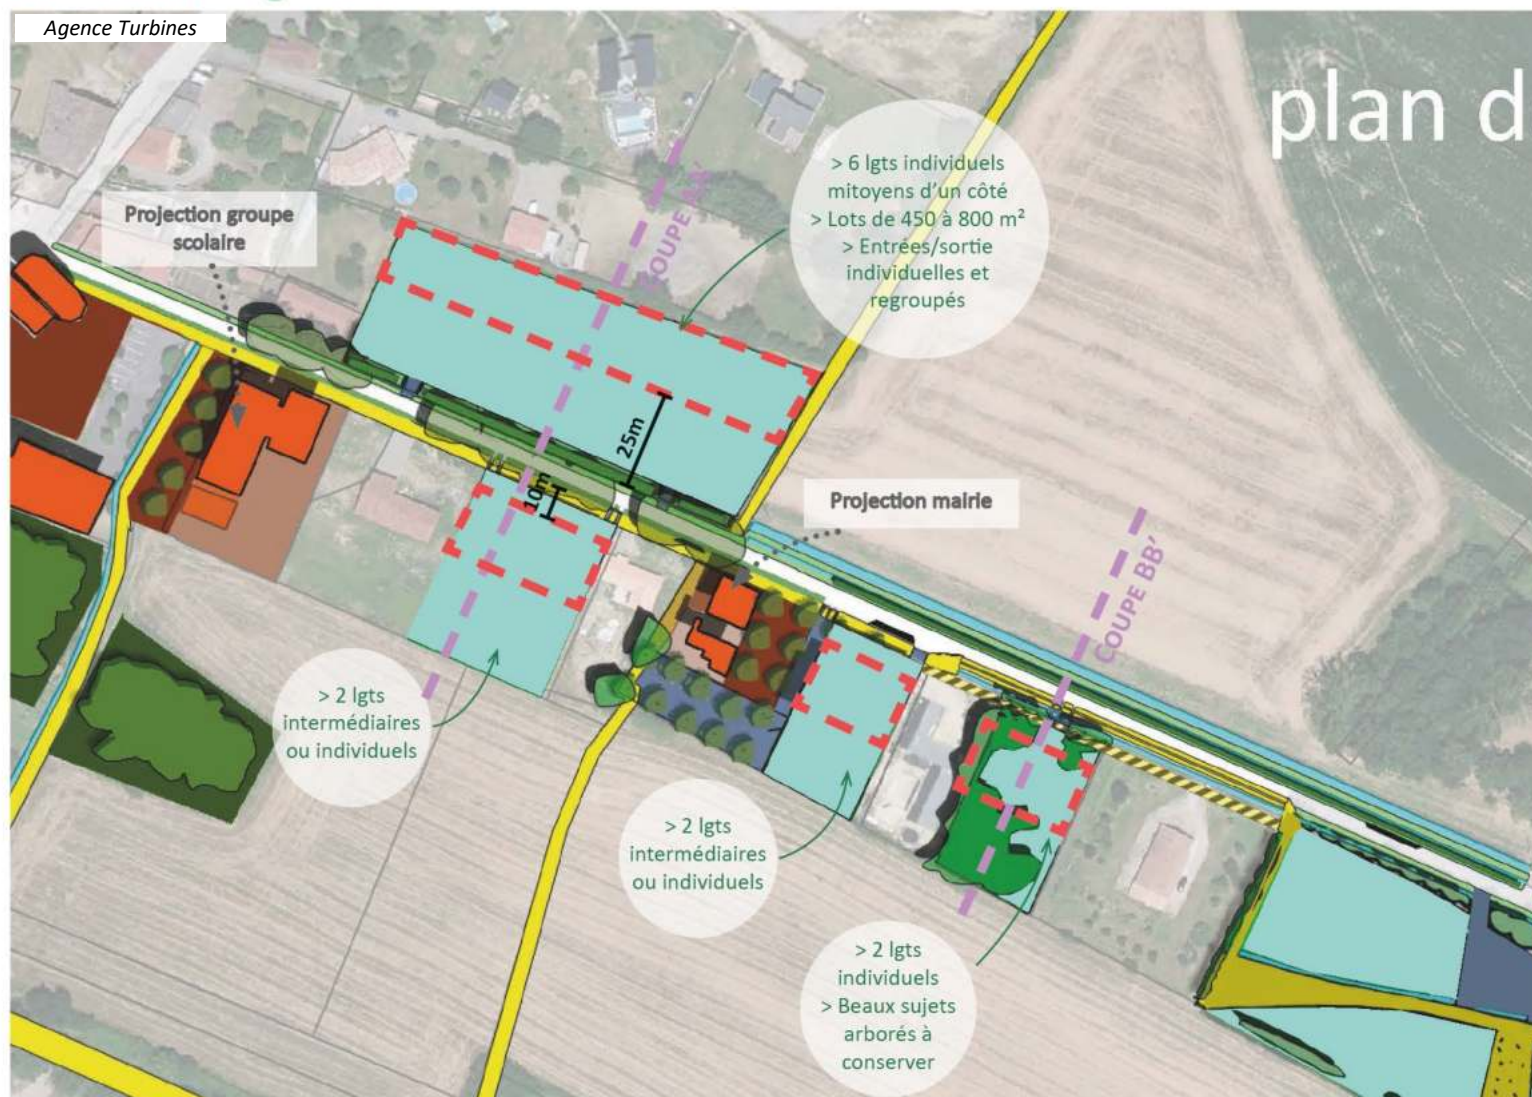 Agence Turbines
plan d
> 6 lgts individuels
mitoyens d'un côté
> Lots de 450 à 800 m²
> Entrées/sortie
individuelles et
regroupés
Projection groupe
scolaire
COUPE AA'
25m
10m
Projection mairie
COUPE BB'
> 2 lgts
intermédiaires
ou individuels
> 2 lgts
intermédiaires
ou individuels
> 2 lgts
individuels
> Beaux sujets
arborés à
conserver